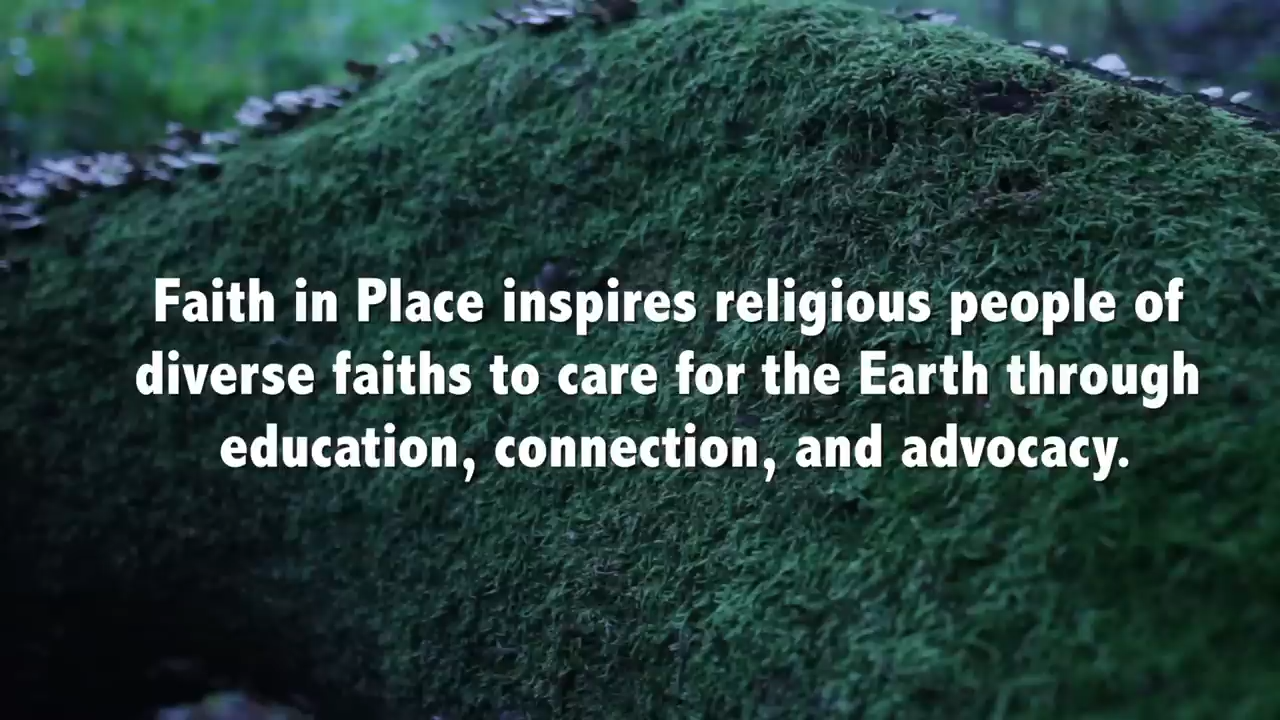 Faith in Place inspires religious people of
diverse faiths to care for the Earth through
education, connection, and advocacy.